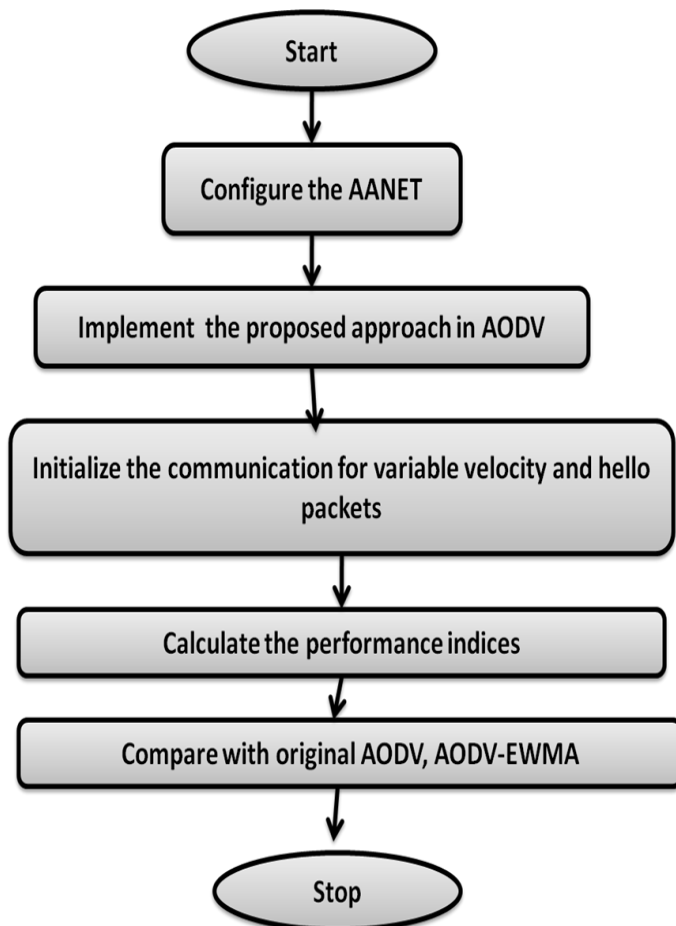 Start
Configure the AANET
Implement the proposed approach in AODV
Initialize the communication for variable velocity and hello
packets
Calculate the performance indices
Compare with original AODV, AODV-EWMA
Stop